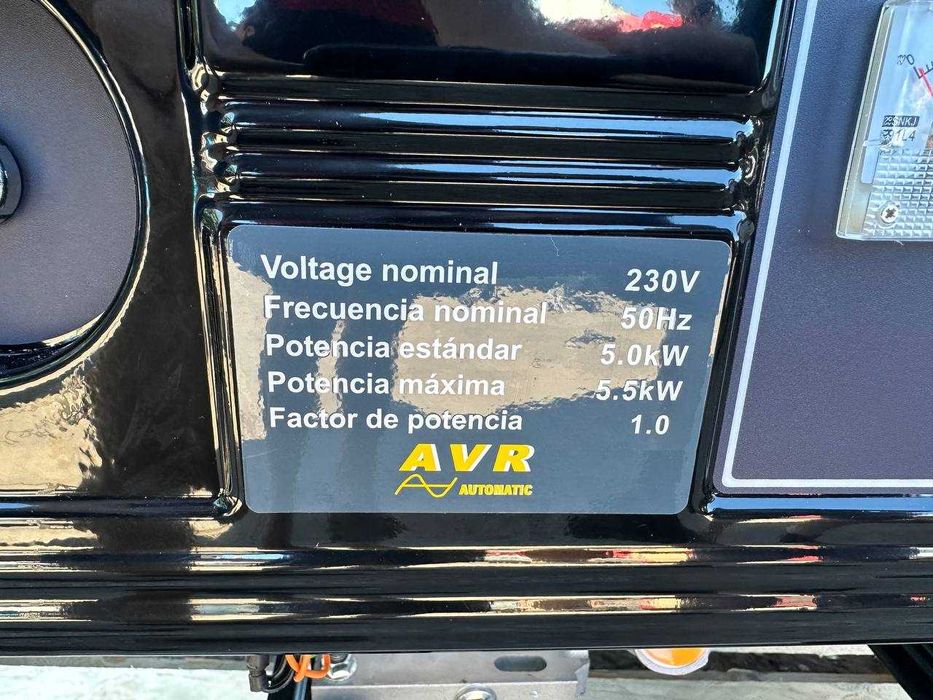 Voltage nominal 230V
Frecuencia nominal 50Hz
Potencia estándar 5.0kW
Potencia máxima 5.5kW
Factor de potencia 1.0
AVR
AUTOMATIC